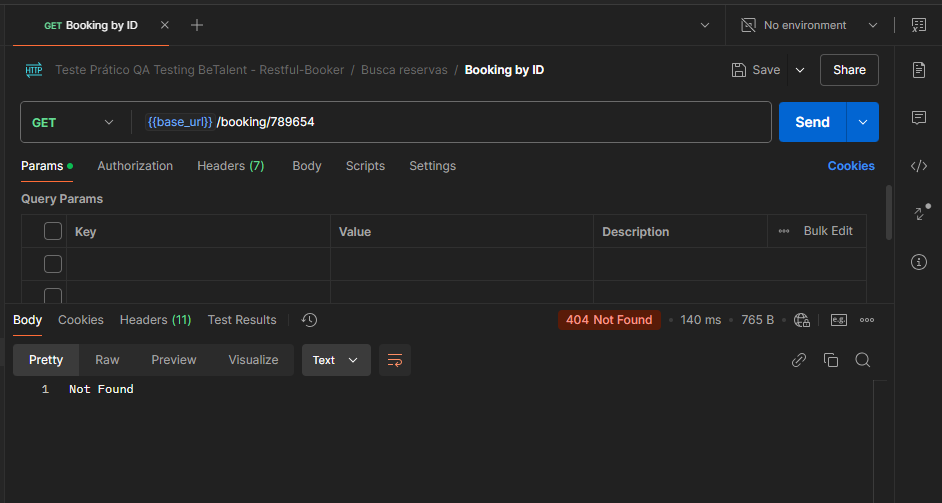 GET Booking by ID
No environment
HTTP Teste Prático QA Testing BeTalent - Restful-Booker / Busca reservas / Booking by ID
Save
Share
GET
{{base_url}} /booking/789654
Send
Params
Authorization
Headers (7)
Body
Scripts
Settings
Cookies
Query Params
Key
Value
Description
Bulk Edit
Body
Cookies
Headers (11)
Test Results
404 Not Found
140 ms
765 B
e.g.
Pretty
Raw
Preview
Visualize
Text
1 Not Found